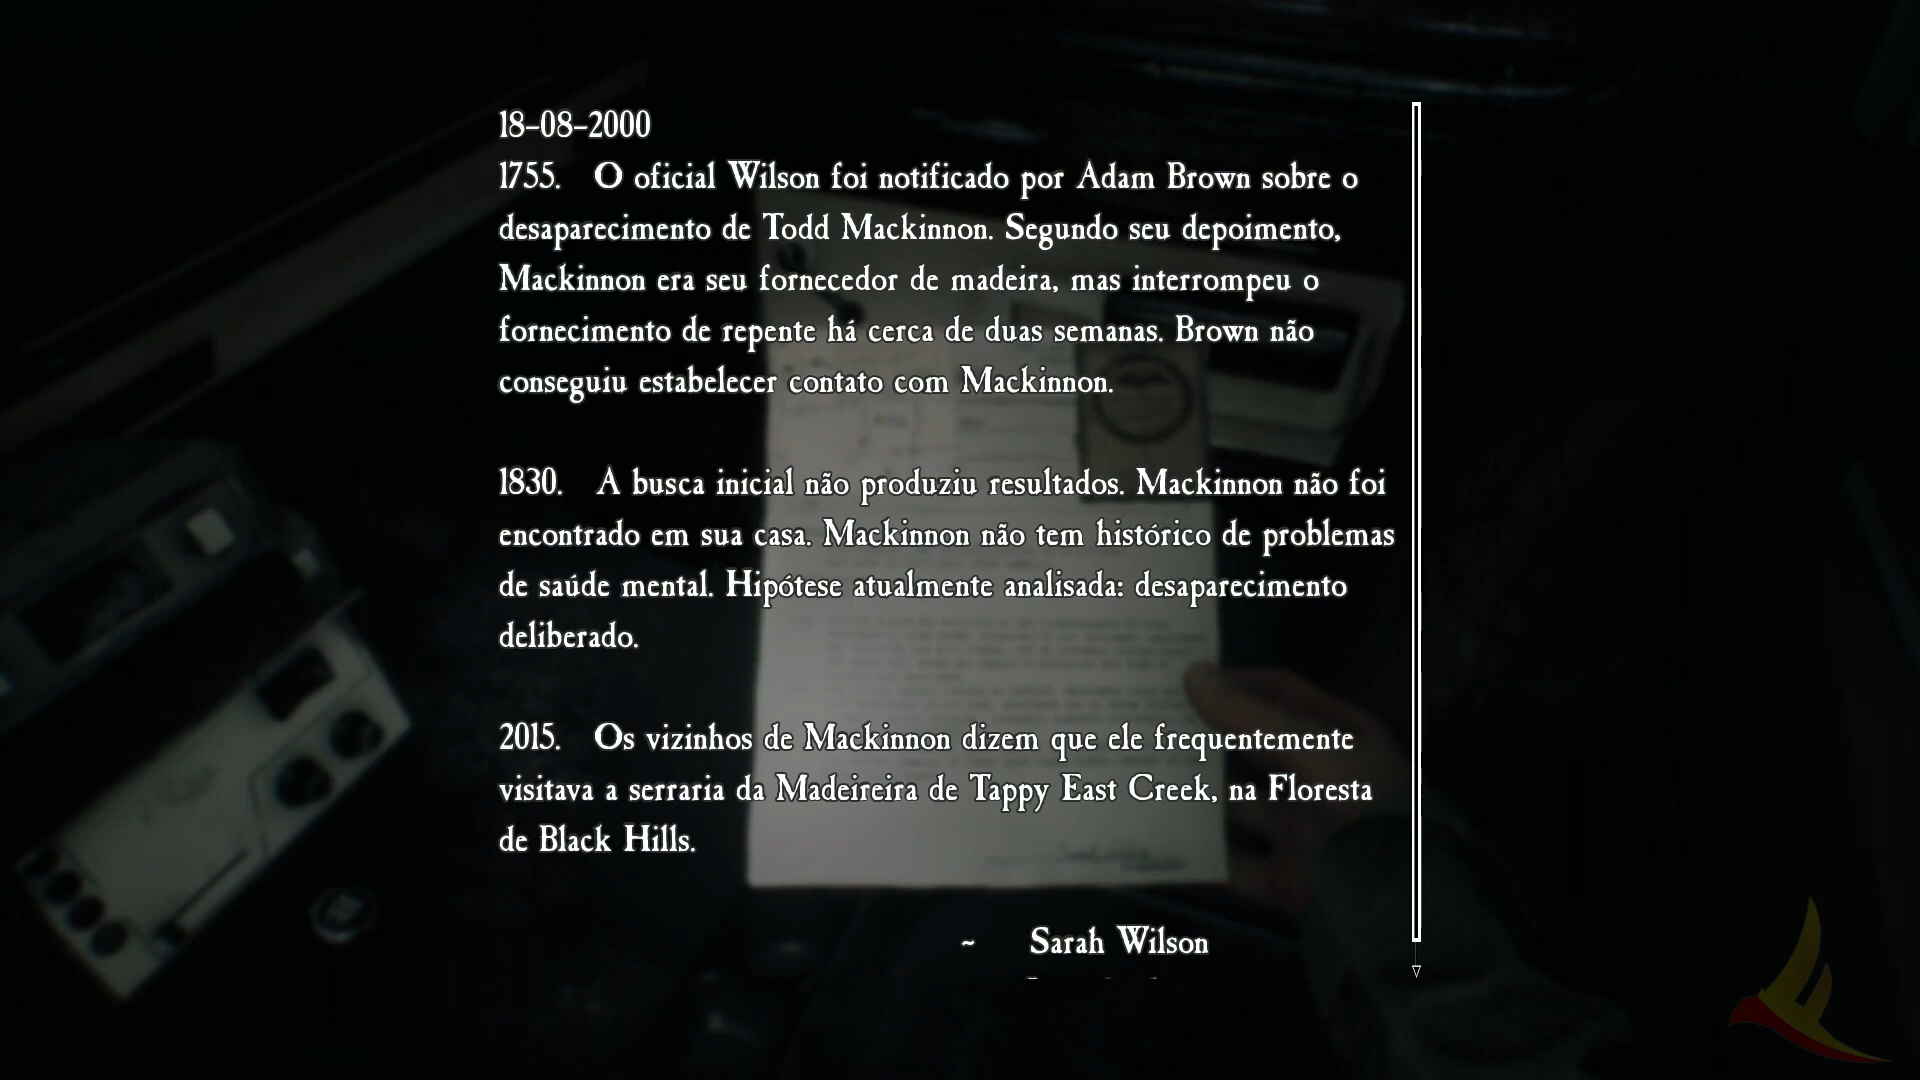 18-08-2000
1755. O oficial Wilson foi notificado por Adam Brown sobre o
desaparecimento de Todd Mackinnon. Segundo seu depoimento,
Mackinnon era seu fornecedor de madeira, mas interrompeu o
fornecimento de repente há cerca de duas semanas. Brown não
conseguiu estabelecer contato com Mackinnon.
1830. A busca inicial não produziu resultados. Mackinnon não foi
encontrado em sua casa. Mackinnon não tem histórico de problemas
de saúde mental. Hipótese atualmente analisada: desaparecimento
deliberado.
2015. Os vizinhos de Mackinnon dizem que ele frequentemente
visitava a serraria da Madeireira de Tappy East Creek, na Floresta
de Black Hills.
~ Sarah Wilson